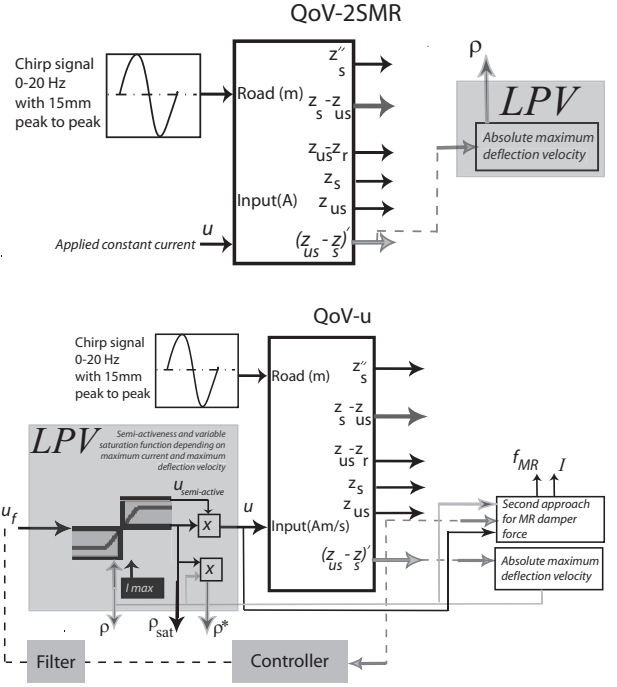 QoV-2SMR
Chirp signal
0-20 Hz
with 15mm
peak to peak
Road (m)
Input(A)
z''s
zs-zus
zus-zr
zs
zus
(zus - zs)'
u
Applied constant current
ρ
LPV
Absolute maximum
deflection velocity
QoV-u
Chirp signal
0-20 Hz
with 15mm
peak to peak
Road (m)
Input(Am/s)
z''s
zs-zus
zus-zr
zs
zus
(zus - zs)'
LPV
Semi-activeness and variable
saturation function depending on
maximum current and maximum
deflection velocity
usemi-active
uf
u
x
x
I max
ρ
ρsat
ρ*
fMR
I
Second approach
for MR damper
force
Absolute maximum
deflection velocity
Filter
Controller